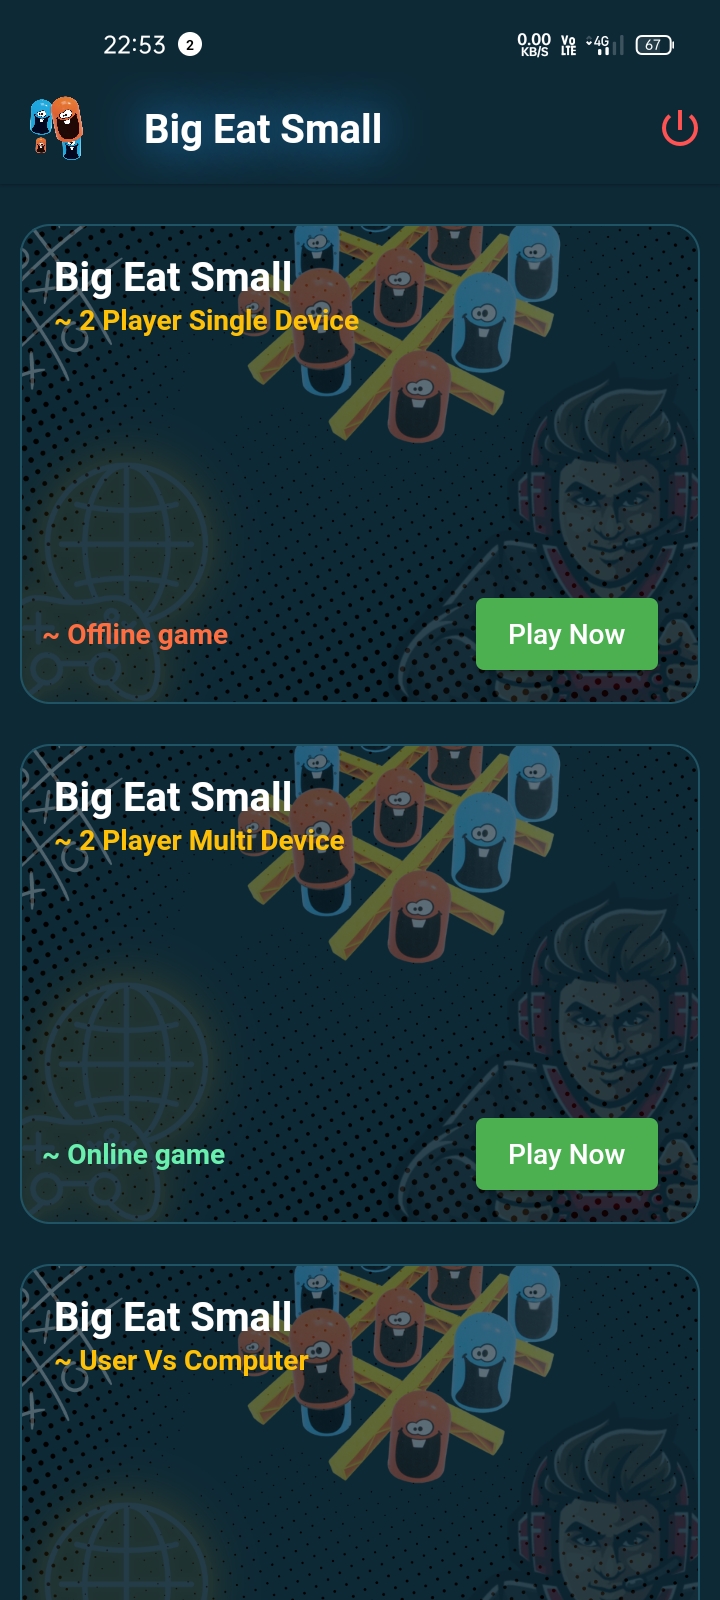 22:53 2 0.00 KB/S Vo LTE 4G 67
Big Eat Small
Big Eat Small
~ 2 Player Single Device
~ Offline game
Play Now
Big Eat Small
~ 2 Player Multi Device
~ Online game
Play Now
Big Eat Small
~ User Vs Computer